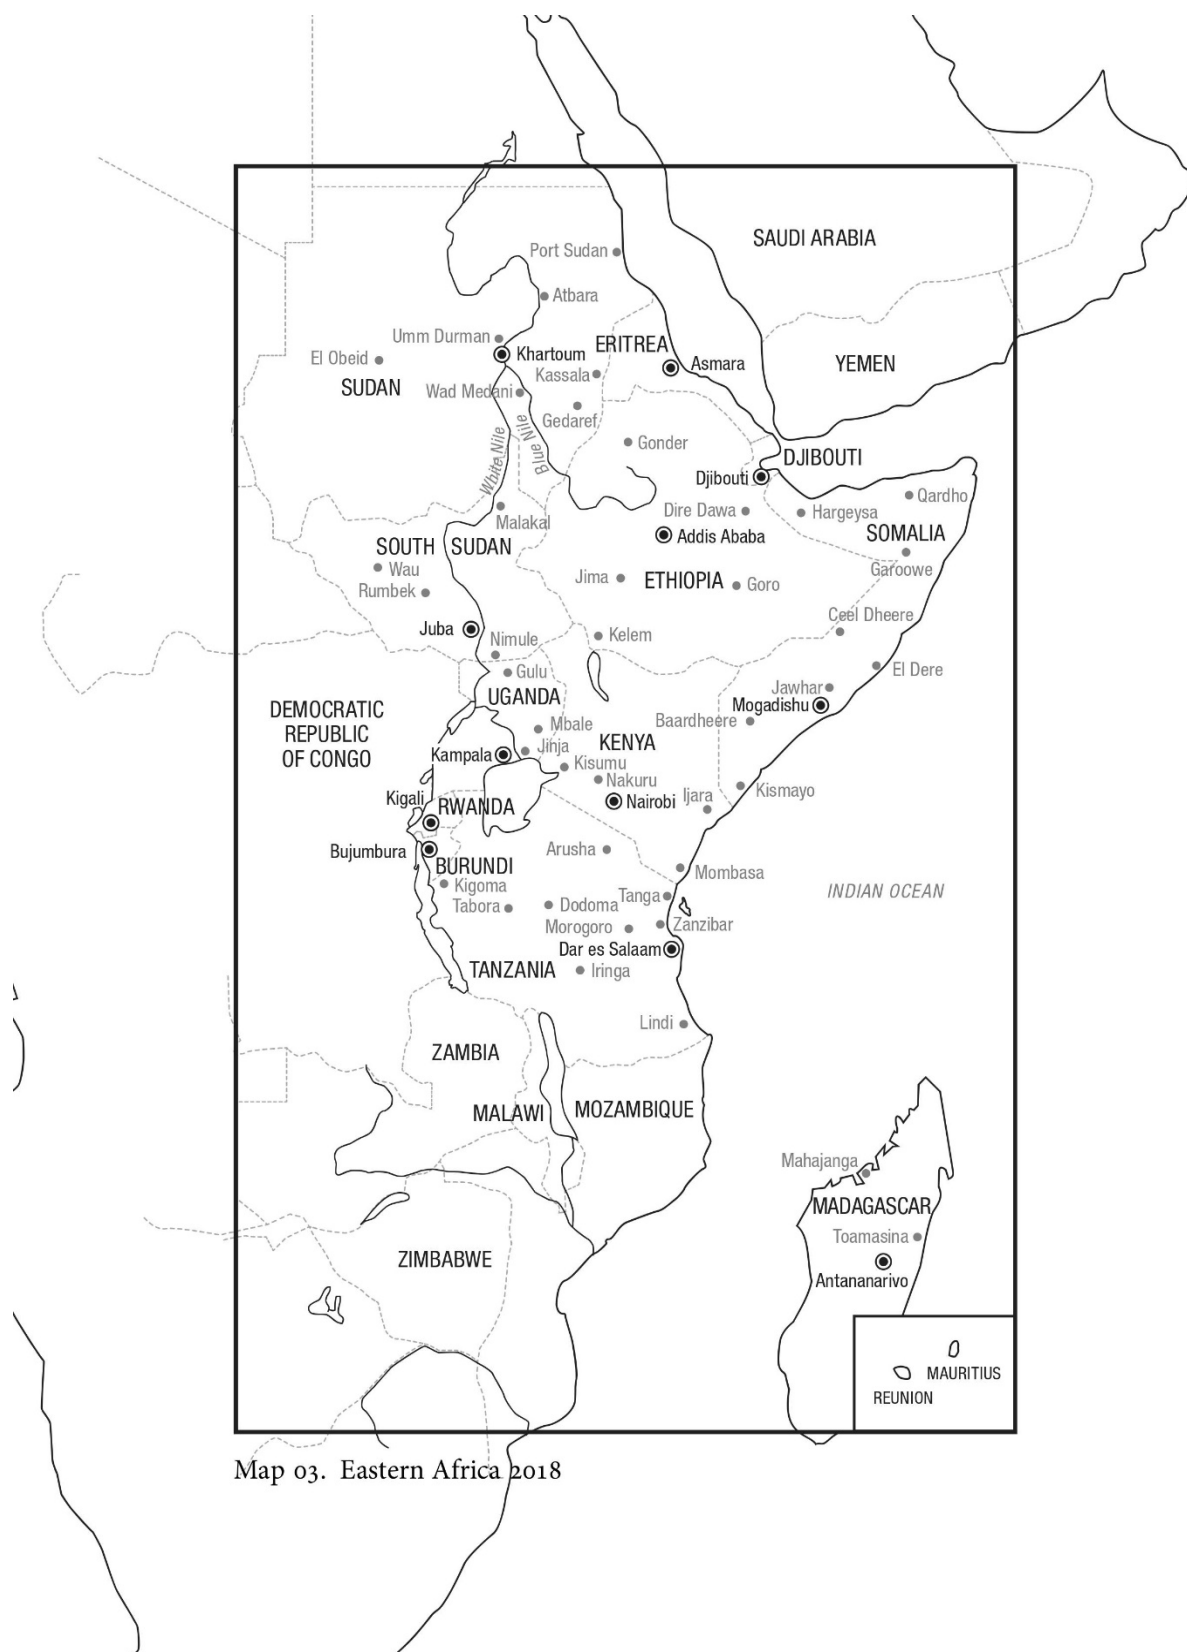 SAUDI ARABIA
Port Sudan
Atbara
Umm Durman
ERITREA
Khartoum
El Obeid
Asmara
YEMEN
Kassala
SUDAN
Wad Medani
Gedaref
Blue Nile
White Nile
Gonder
DJIBOUTI
Djibouti
Qardho
Dire Dawa
Hargeysa
Malakal
SOMALIA
Addis Ababa
SOUTH SUDAN
Garoowe
Wau
Jima
ETHIOPIA
Goro
Rumbek
Ceel Dheere
Juba
Nimule
Kelem
Gulu
El Dere
Jawhar
UGANDA
Mogadishu
DEMOCRATIC
REPUBLIC
OF CONGO
Baardheere
Mbale
KENYA
Jinja
Kampala
Kisumu
Nakuru
Kismayo
Kigali
RWANDA
Nairobi
Ijara
Bujumbura
Arusha
BURUNDI
Mombasa
Kigoma
INDIAN OCEAN
Tanga
Tabora
Dodoma
Zanzibar
Morogoro
Dar es Salaam
TANZANIA
Iringa
Lindi
ZAMBIA
MALAWI
MOZAMBIQUE
Mahajanga
MADAGASCAR
Toamasina
ZIMBABWE
Antananarivo
MAURITIUS
REUNION
Map 03. Eastern Africa 2018